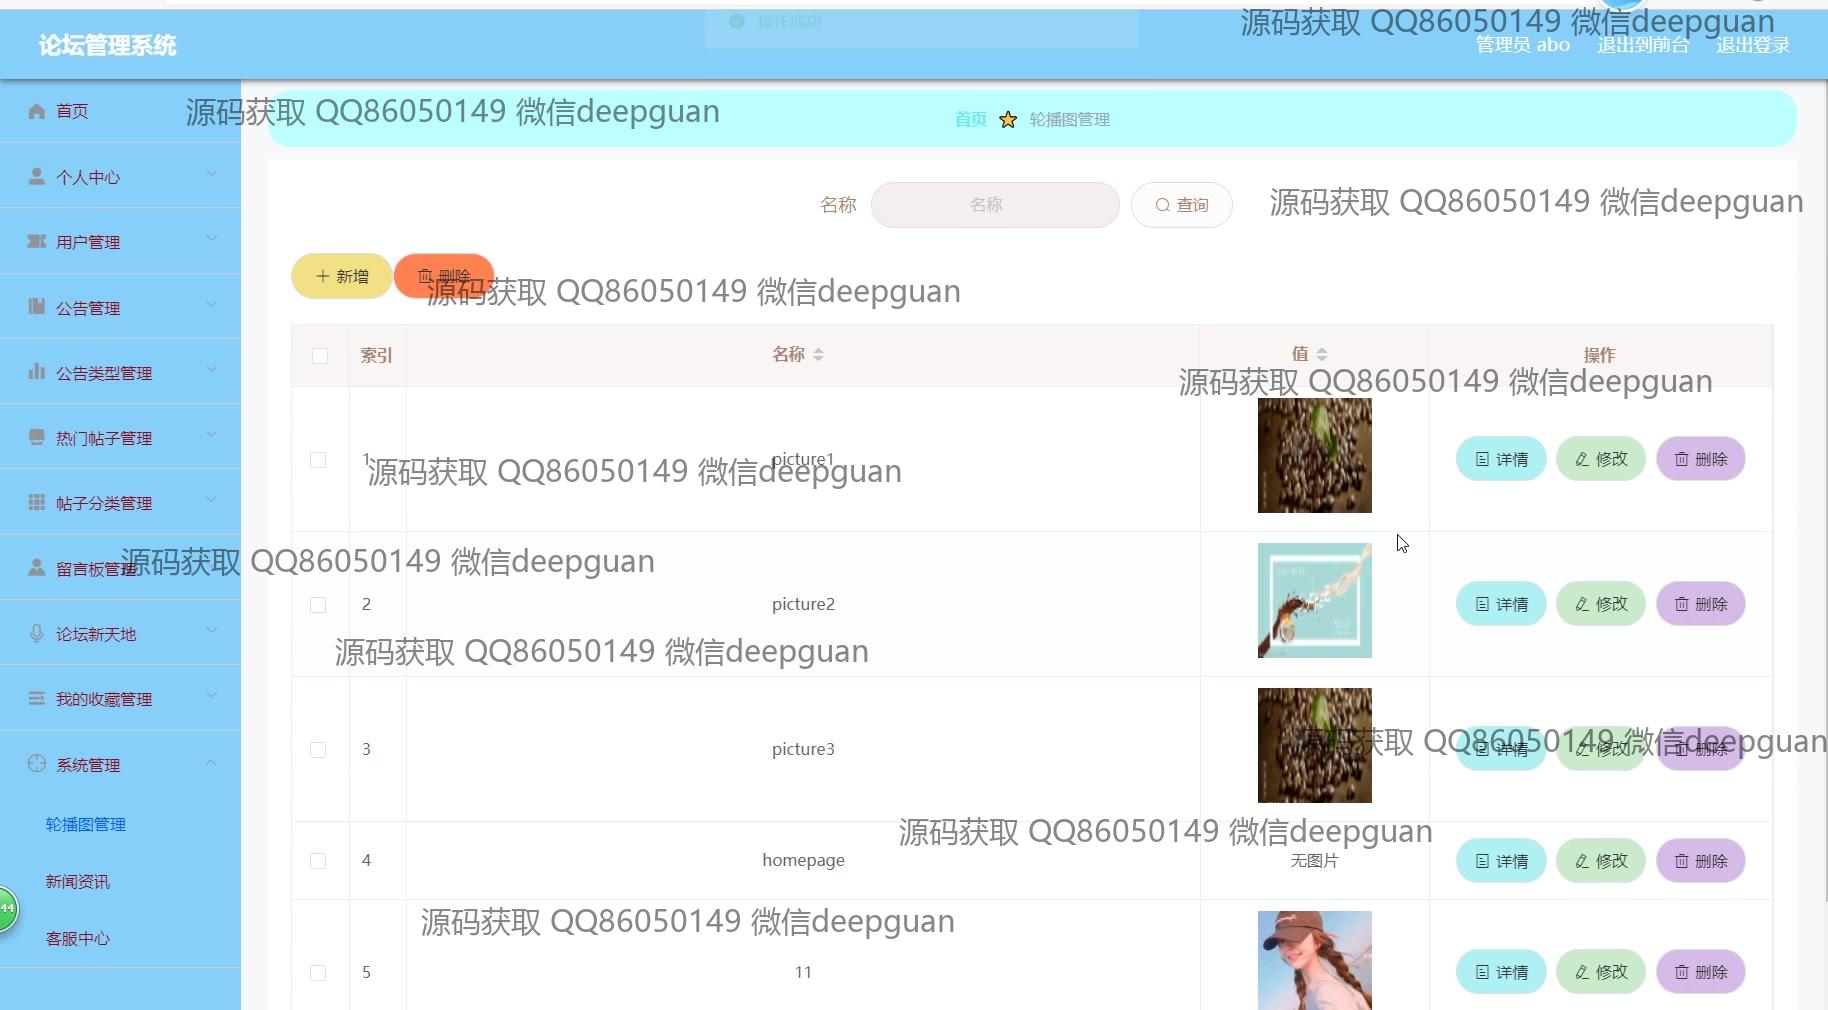 操作成功
源码获取 QQ86050149 微信deepguan
论坛管理系统
管理员 abo 退出到前台 退出登录
首页
源码获取 QQ86050149 微信deepguan
首页 轮播图管理
个人中心
名称 名称 查询
源码获取 QQ86050149 微信deepguan
用户管理
新增 删除
源码获取 QQ86050149 微信deepguan
公告管理
索引 名称 值 操作
公告类型管理
源码获取 QQ86050149 微信deepguan
热门帖子管理
1 picture1 详情 修改 删除
源码获取 QQ86050149 微信deepguan
帖子分类管理
留言板管理
源码获取 QQ86050149 微信deepguan
2 picture2 详情 修改 删除
论坛新天地
源码获取 QQ86050149 微信deepguan
我的收藏管理
3 picture3 详情 修改 删除
源码获取 QQ86050149 微信deepguan
系统管理
轮播图管理
源码获取 QQ86050149 微信deepguan
4 homepage 无图片 详情 修改 删除
新闻资讯
44
源码获取 QQ86050149 微信deepguan
客服中心
5 11 详情 修改 删除